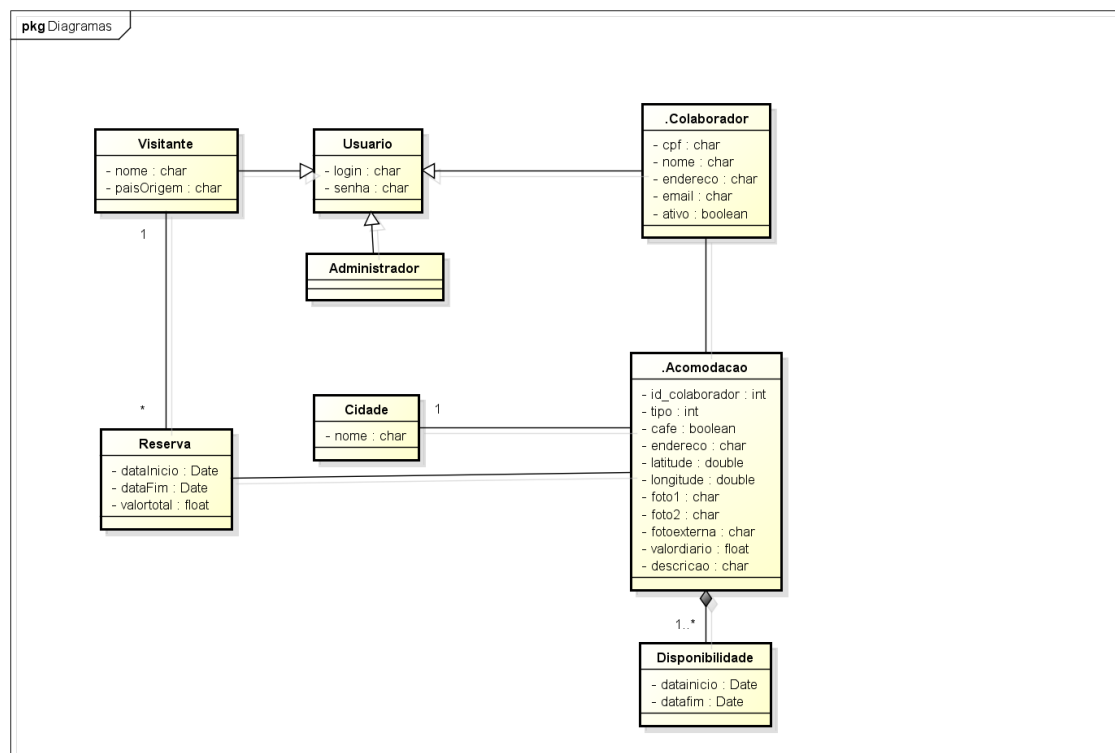 pkg Diagramas
Visitante
- nome : char
- paisOrigem : char
Usuario
- login : char
- senha : char
.Colaborador
- cpf : char
- nome : char
- endereco : char
- email : char
- ativo : boolean
1
Administrador
*
Reserva
- dataInicio : Date
- dataFim : Date
- valortotal : float
Cidade
- nome : char
1
.Acomodacao
- id_colaborador : int
- tipo : int
- cafe : boolean
- endereco : char
- latitude : double
- longitude : double
- foto1 : char
- foto2 : char
- fotoexterna : char
- valordiario : float
- descricao : char
1..*
Disponibilidade
- datainicio : Date
- datafim : Date